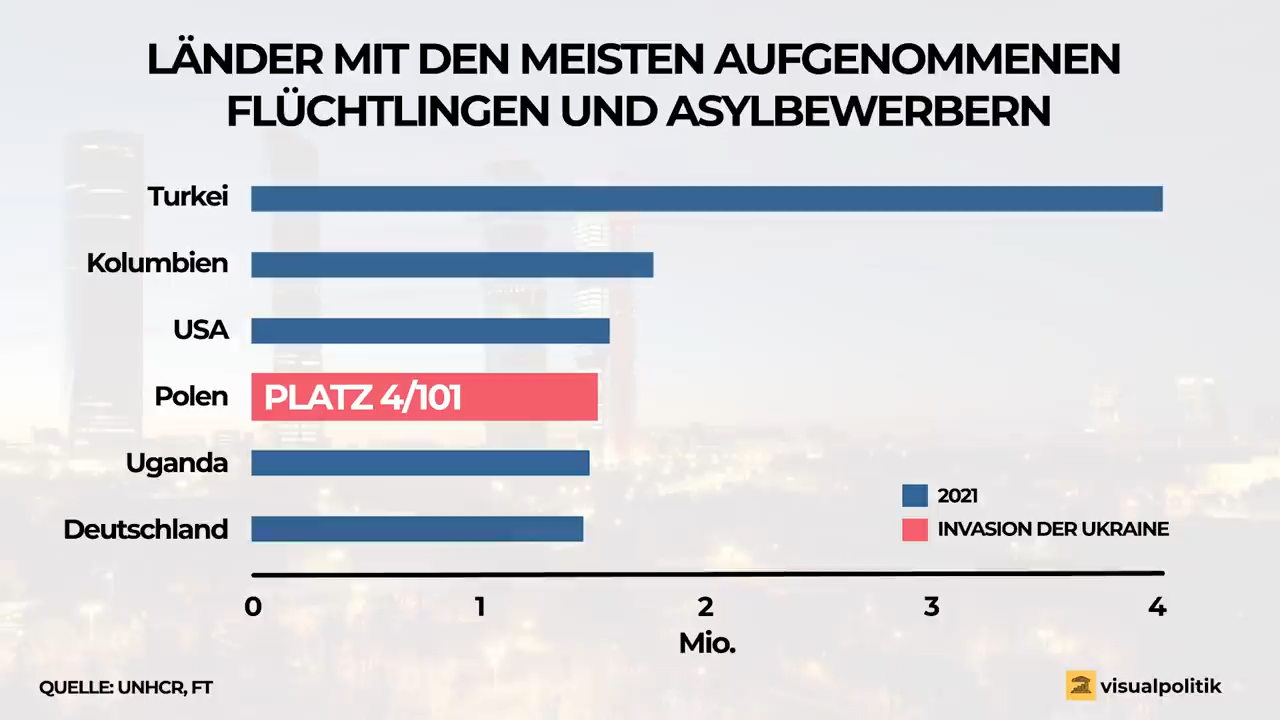 LÄNDER MIT DEN MEISTEN AUFGENOMMENEN
FLÜCHTLINGEN UND ASYLBEWERBERN
Turkei
Kolumbien
USA
Polen
PLATZ 4/101
Uganda
Deutschland
2021
INVASION DER UKRAINE
0 1 2 3 4
Mio.
QUELLE: UNHCR, FT
visualpolitik